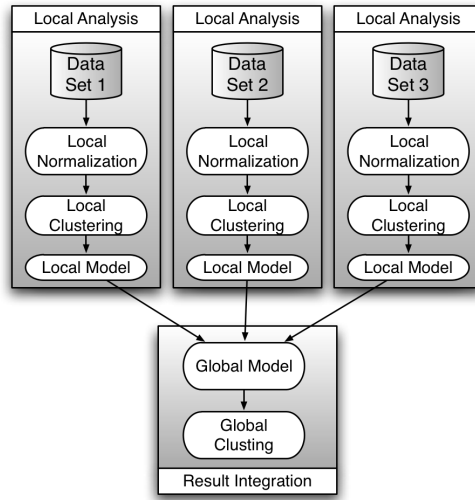 Local Analysis
Data
Set 1
Local
Normalization
Local
Clustering
Local Model
Local Analysis
Data
Set 2
Local
Normalization
Local
Clustering
Local Model
Local Analysis
Data
Set 3
Local
Normalization
Local
Clustering
Local Model
Global Model
Global
Clusting
Result Integration